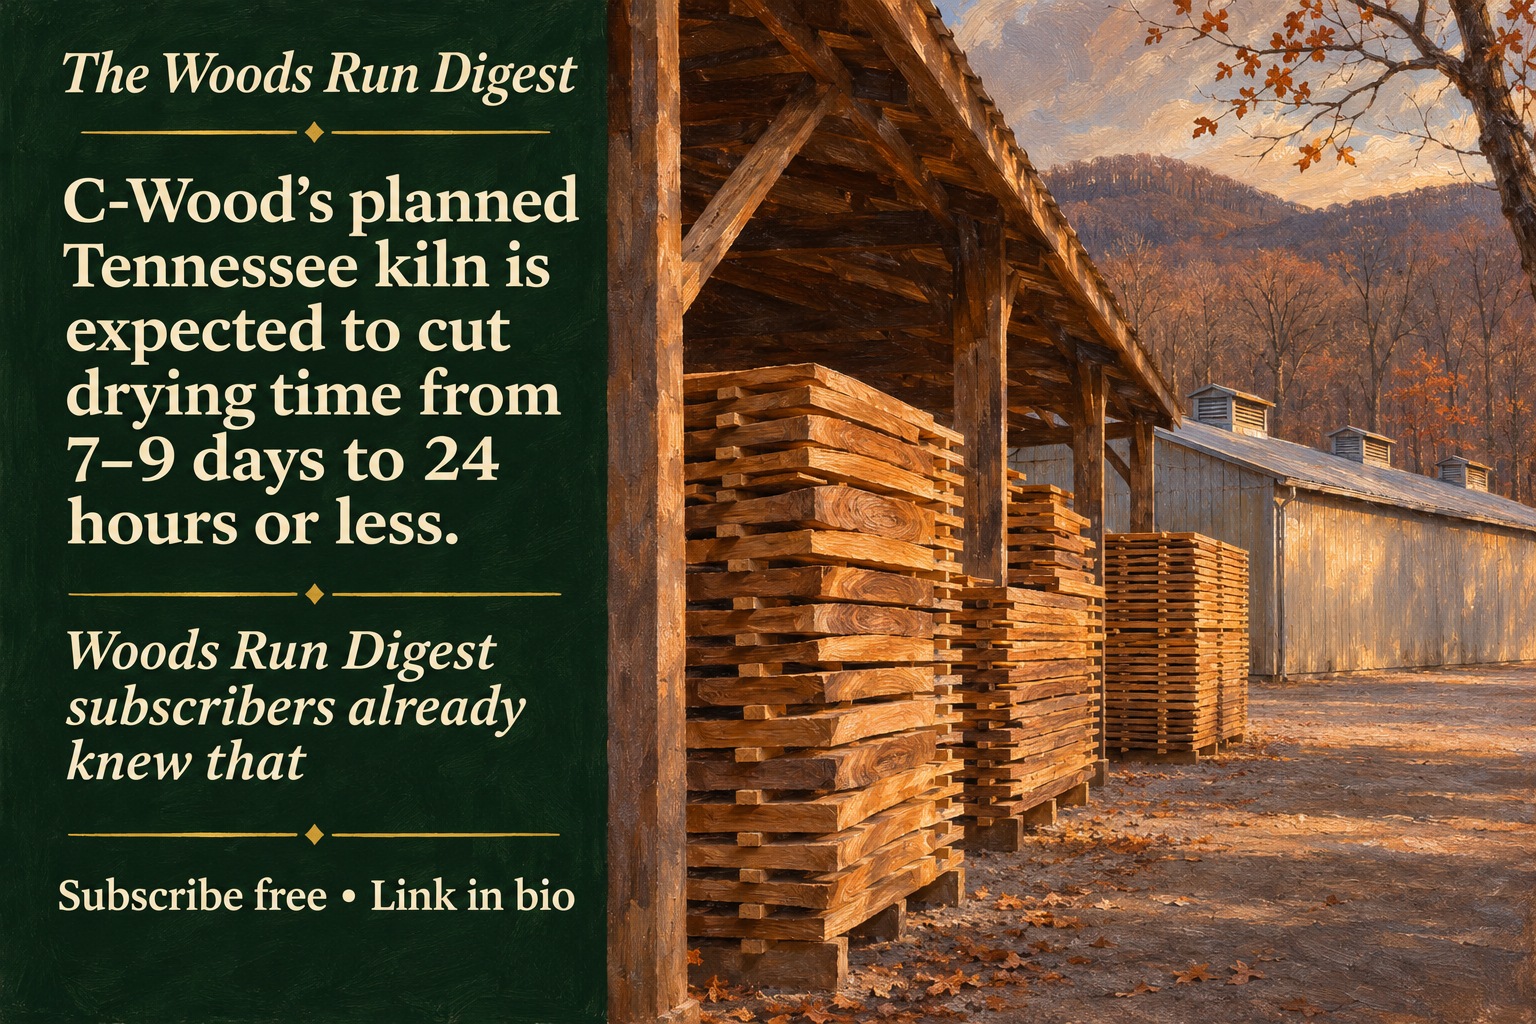 The Woods Run Digest
C-Wood’s planned
Tennessee kiln is
expected to cut
drying time from
7–9 days to 24
hours or less.
Woods Run Digest
subscribers already
knew that
Subscribe free • Link in bio